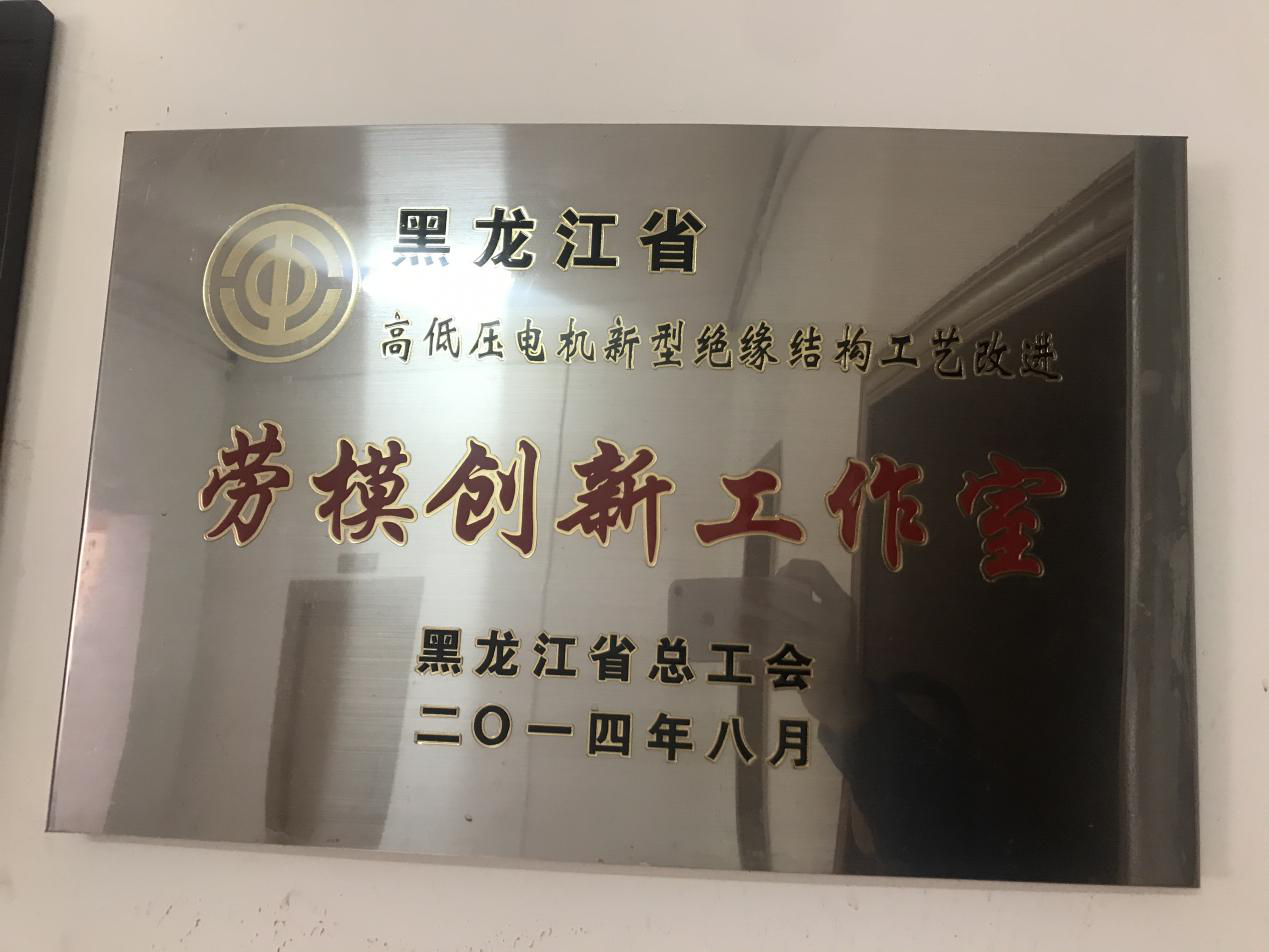 黑龙江省
高低压电机新型绝缘结构工艺改进
劳模创新工作室
黑龙江省总工会
二〇一四年八月